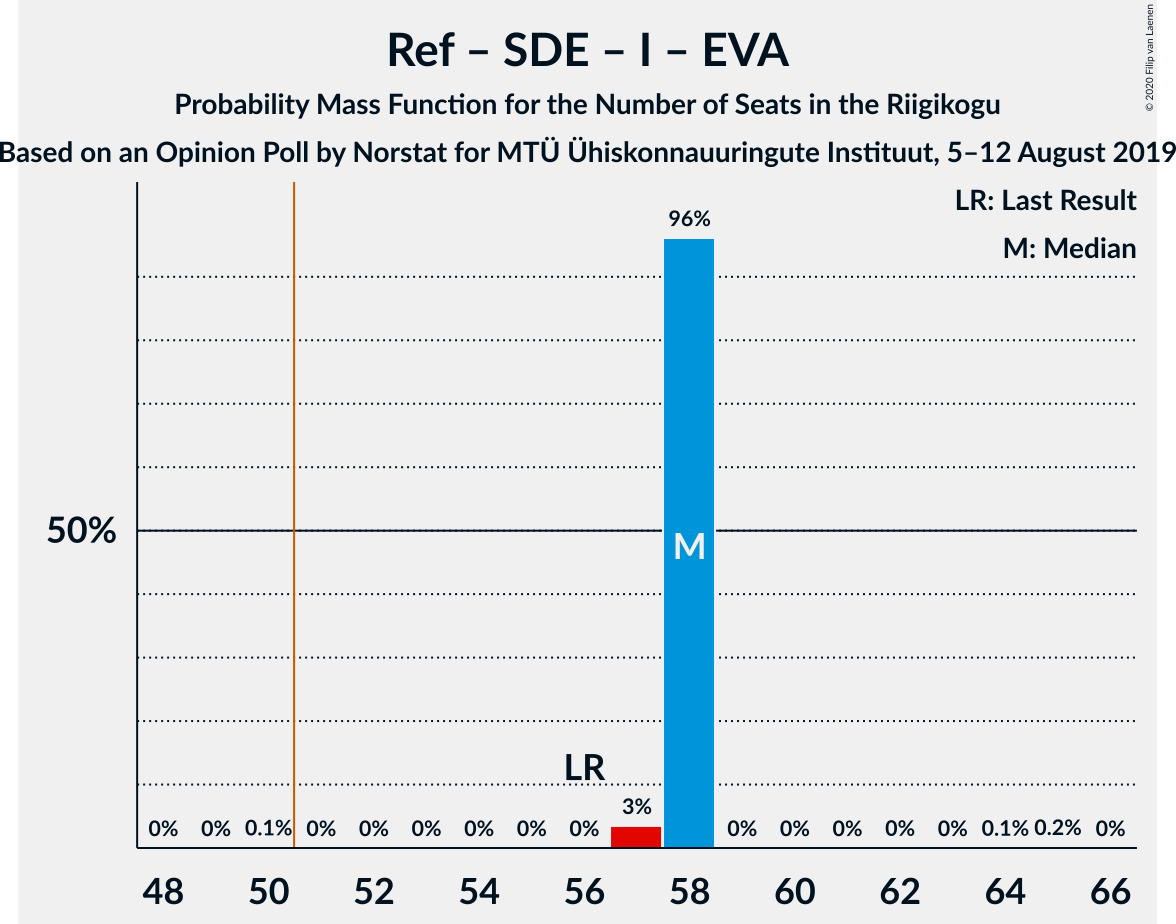 Ref – SDE – I – EVA
Probability Mass Function for the Number of Seats in the Riigikogu
Based on an Opinion Poll by Norstat for MTÜ Ühiskonnauuringute Instituut, 5–12 August 2019
© 2020 Filip van Laenen
LR: Last Result
M: Median
96%
50%
M
LR
3%
0% 0% 0.1% 0% 0% 0% 0% 0% 0% 0% 0% 0% 0% 0% 0.1% 0.2% 0%
48 50 52 54 56 58 60 62 64 66